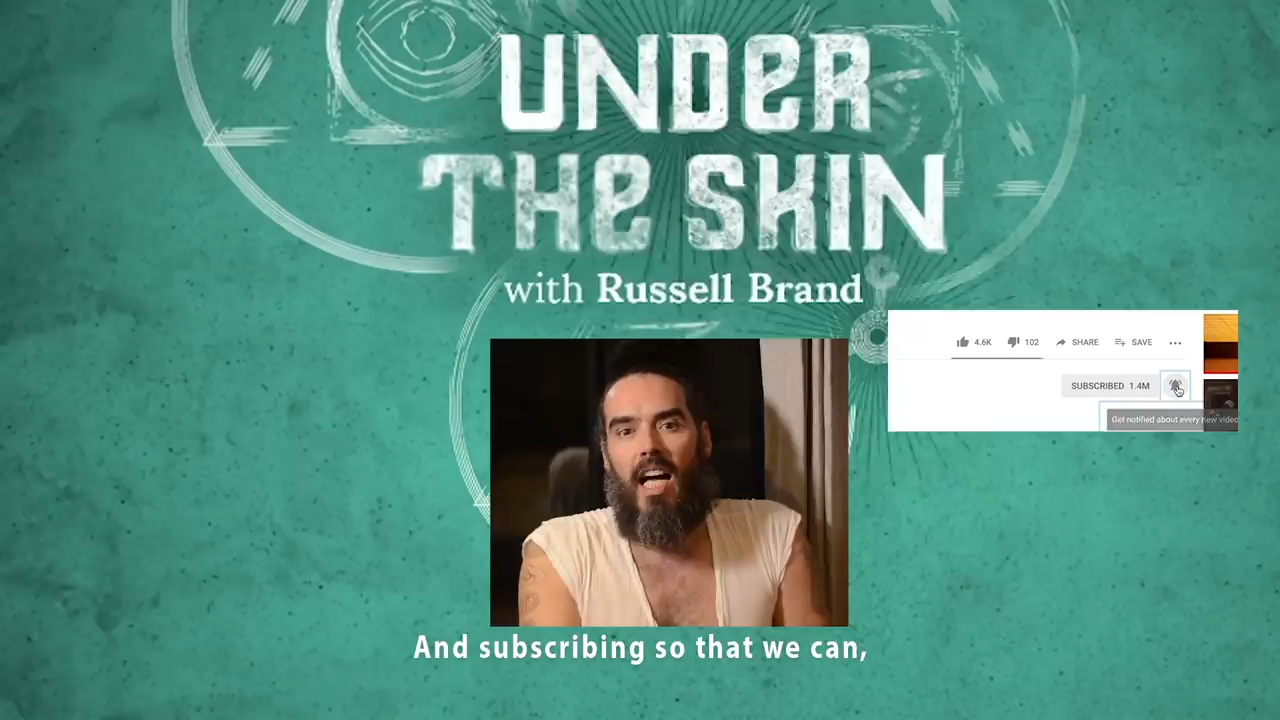 UNDER
THE SKIN
with Russell Brand
4.6K 102 SHARE SAVE
SUBSCRIBED 1.4M
Get notified about every new video
And subscribing so that we can,